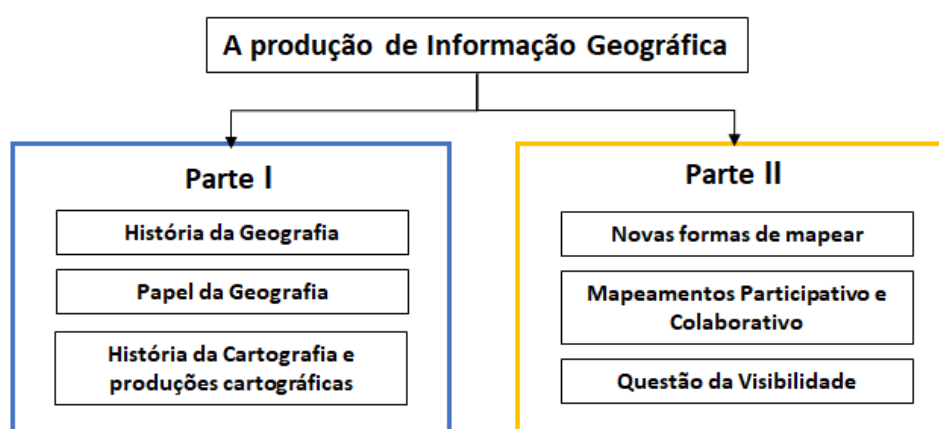 A produção de Informação Geográfica
Parte I
História da Geografia
Papel da Geografia
História da Cartografia e
produções cartográficas
Parte II
Novas formas de mapear
Mapeamentos Participativo e
Colaborativo
Questão da Visibilidade